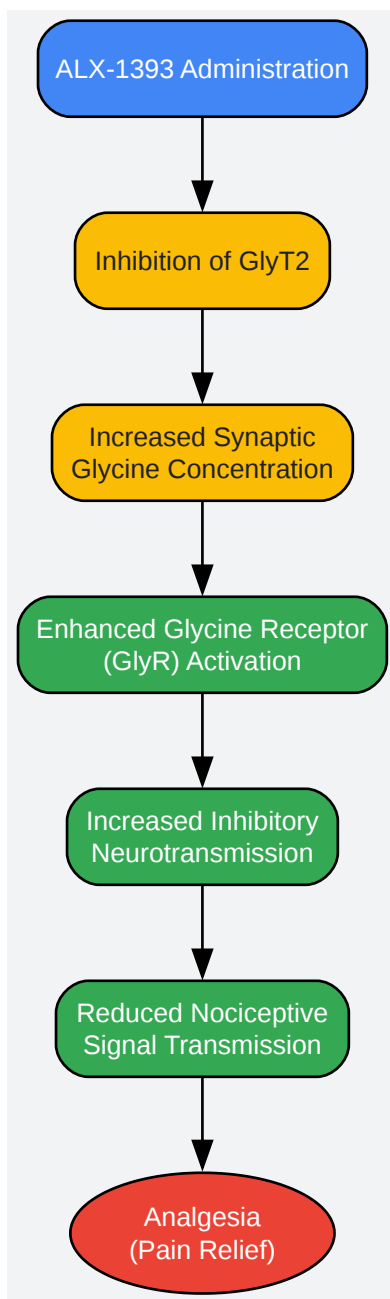 ALX-1393 Administration
Inhibition of GlyT2
Increased Synaptic
Glycine Concentration
Enhanced Glycine Receptor
(GlyR) Activation
Increased Inhibitory
Neurotransmission
Reduced Nociceptive
Signal Transmission
Analgesia
(Pain Relief)